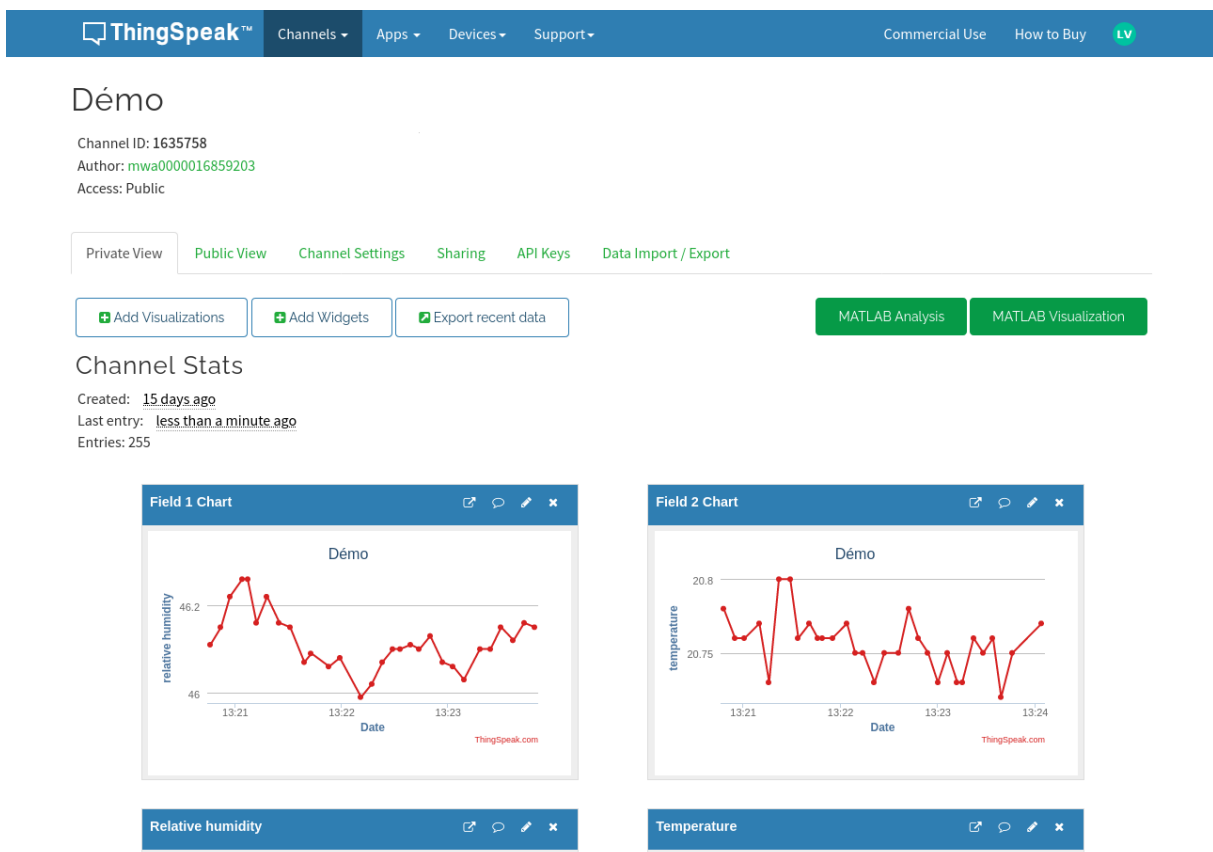 ThingSpeak™ Channels Apps Devices Support Commercial Use How to Buy LV
Démo
Channel ID: 1635758
Author: mwa0000016859203
Access: Public
Private View Public View Channel Settings Sharing API Keys Data Import / Export
Add Visualizations Add Widgets Export recent data MATLAB Analysis MATLAB Visualization
Channel Stats
Created: 15 days ago
Last entry: less than a minute ago
Entries: 255
Field 1 Chart
Démo
relative humidity
46.2
46
13:21 13:22 13:23
Date
ThingSpeak.com
Field 2 Chart
Démo
temperature
20.8
20.75
13:21 13:22 13:23 13:24
Date
ThingSpeak.com
Relative humidity
Temperature